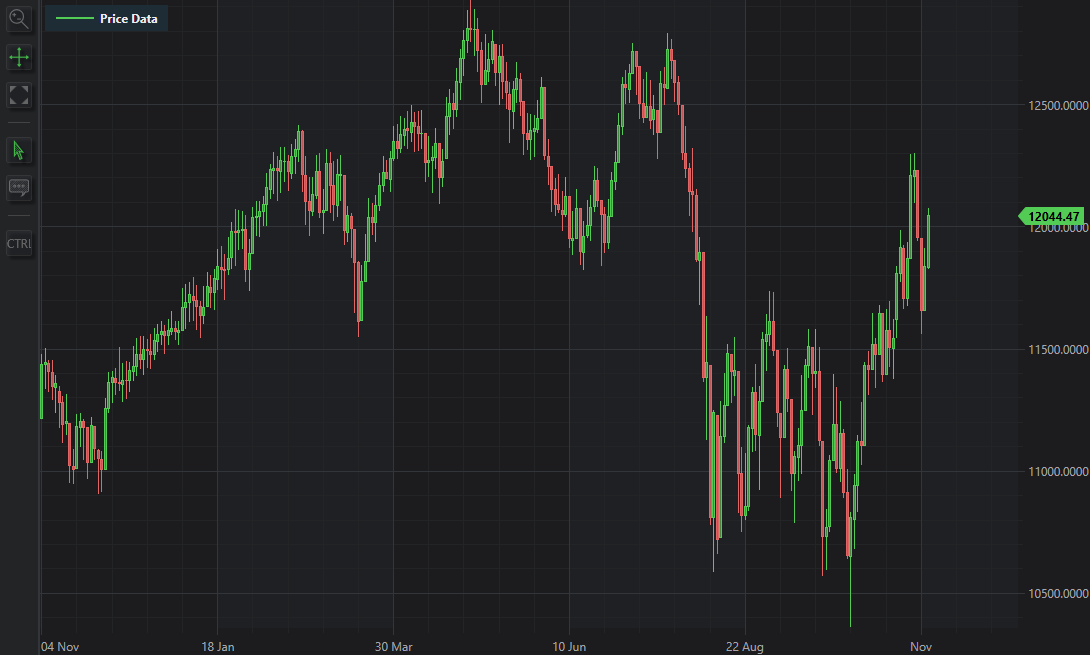 Price Data
12500.0000
12044.47
12000.0000
11500.0000
11000.0000
10500.0000
CTRL
04 Nov
18 Jan
30 Mar
10 Jun
22 Aug
Nov